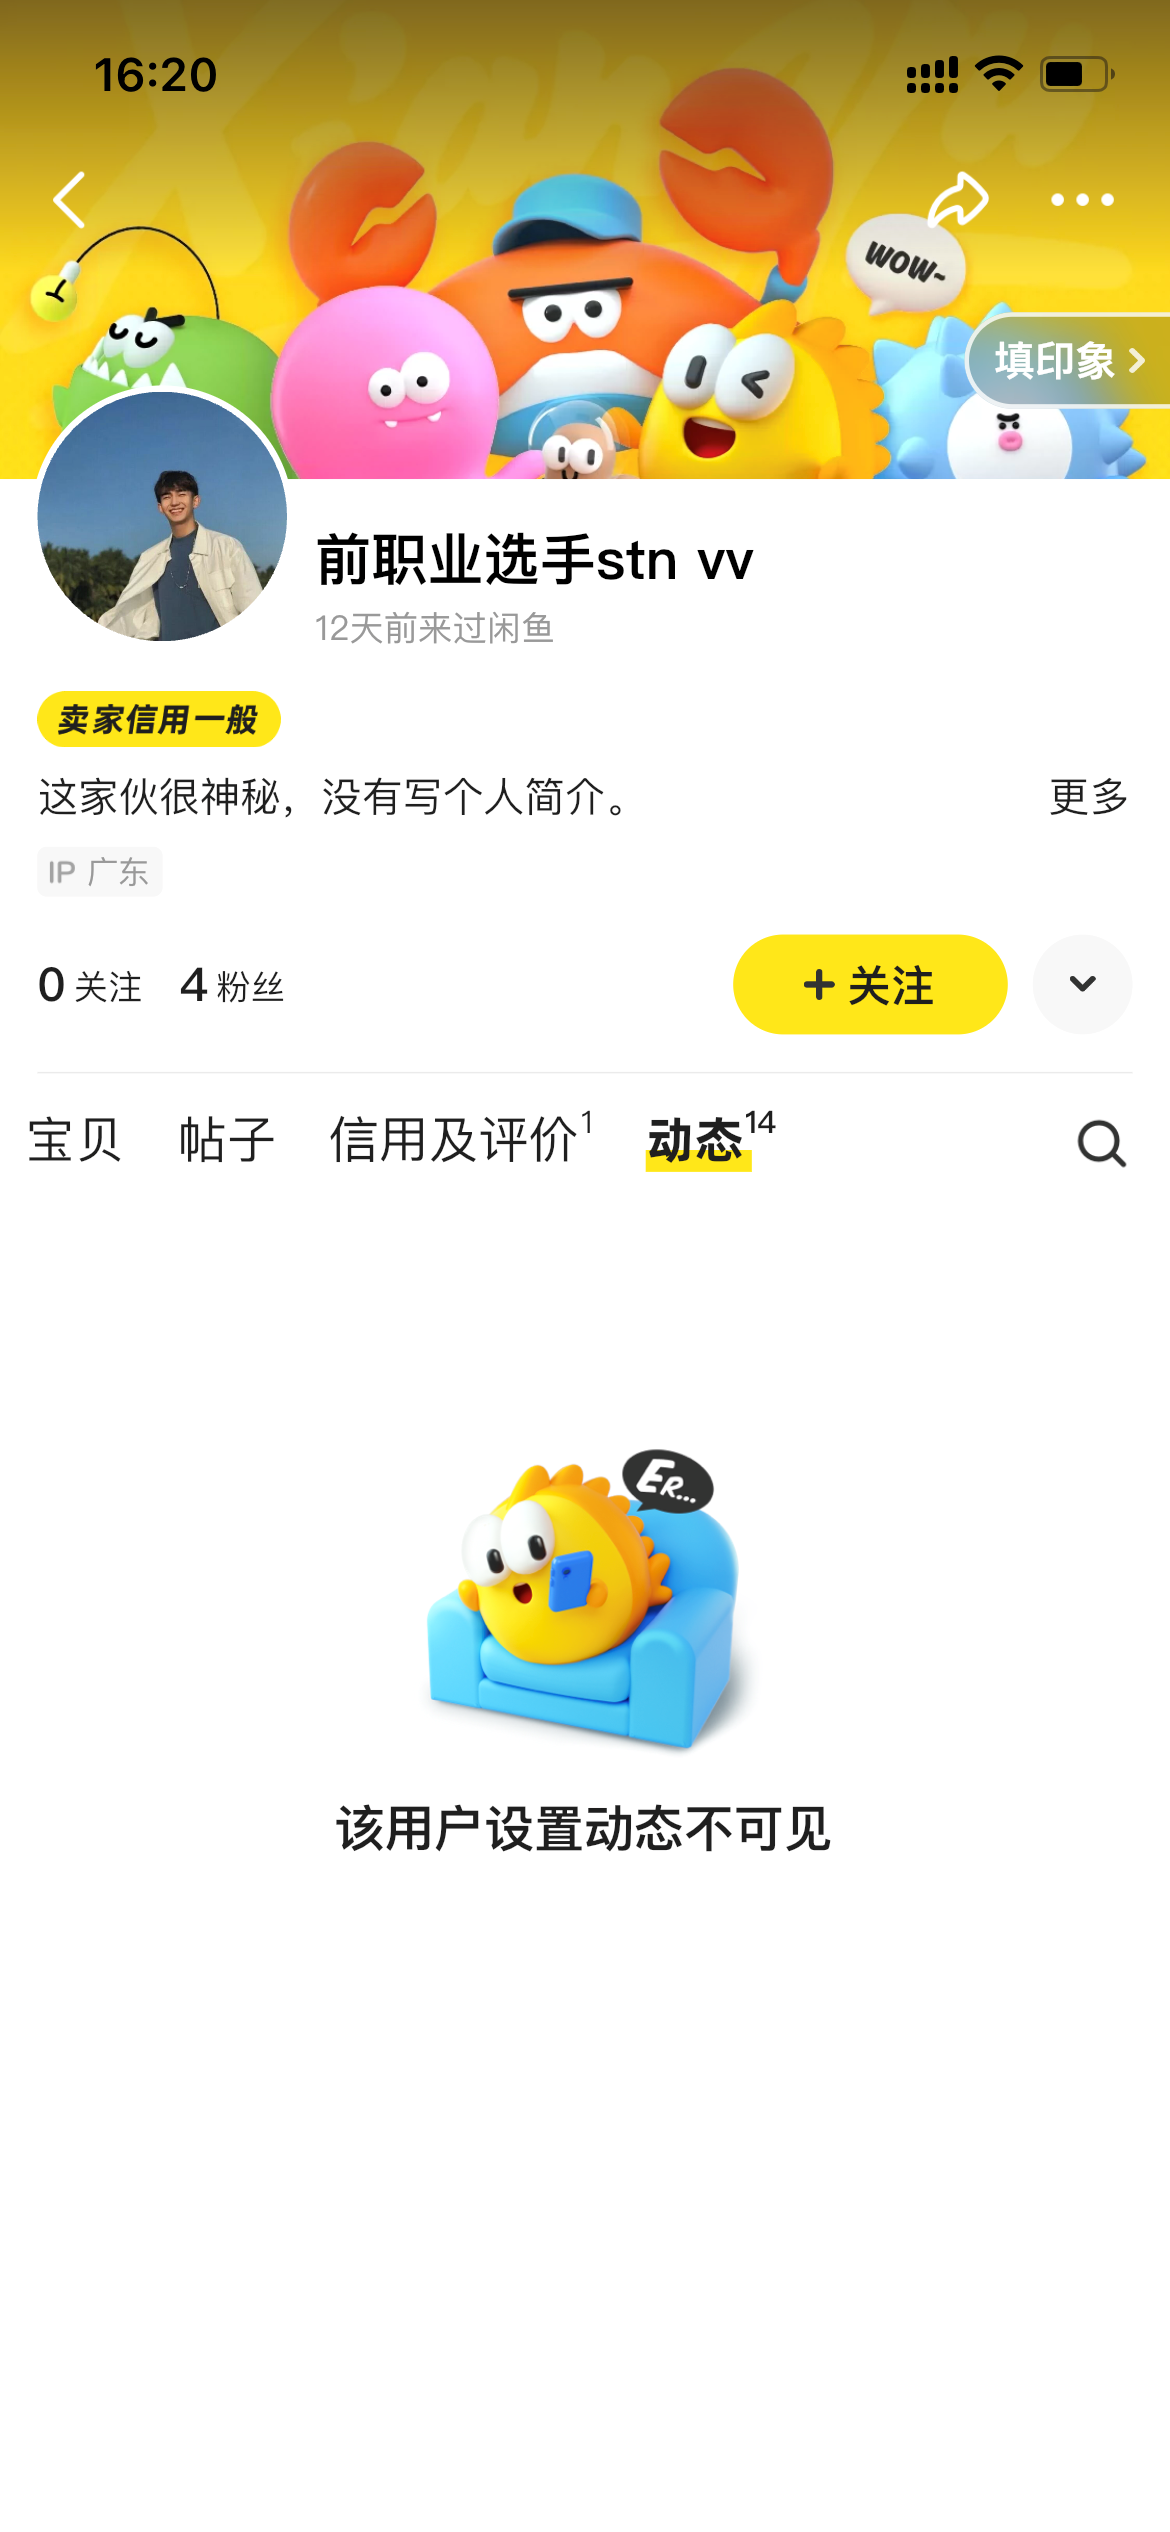 16:20
Xianyu
WOW~
填印象
前职业选手stn vv
12天前来过闲鱼
卖家信用一般
这家伙很神秘，没有写个人简介。 更多
IP 广东
0 关注 4 粉丝 + 关注
宝贝 帖子 信用及评价1 动态14
ER...
该用户设置动态不可见